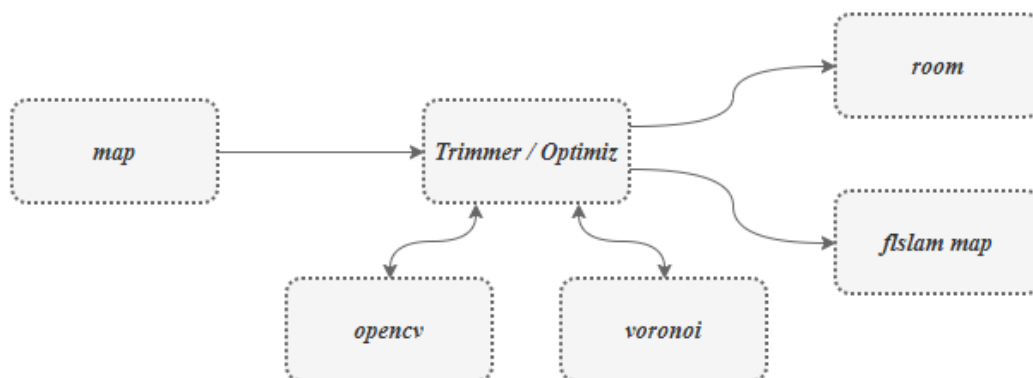 room
map
Trimmer / Optimiz
flslam map
opencv
voronoi